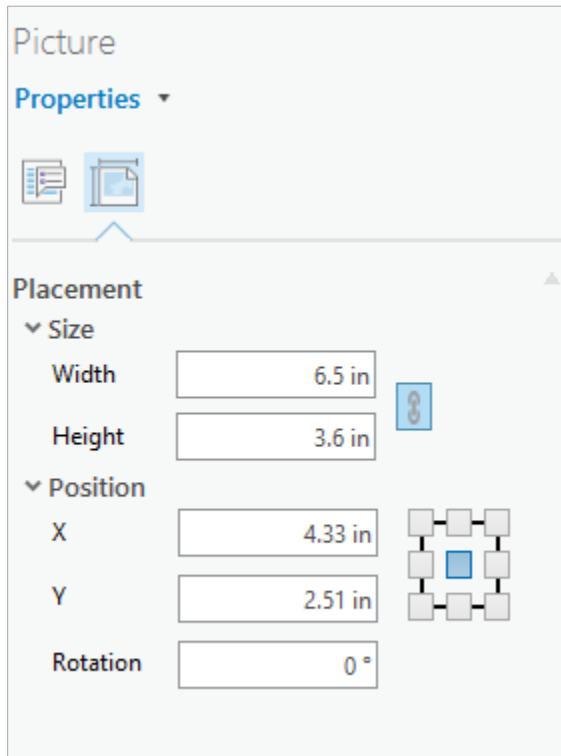 Picture
Properties
Placement
Size
Width 6.5 in
Height 3.6 in
Position
X 4.33 in
Y 2.51 in
Rotation 0 °